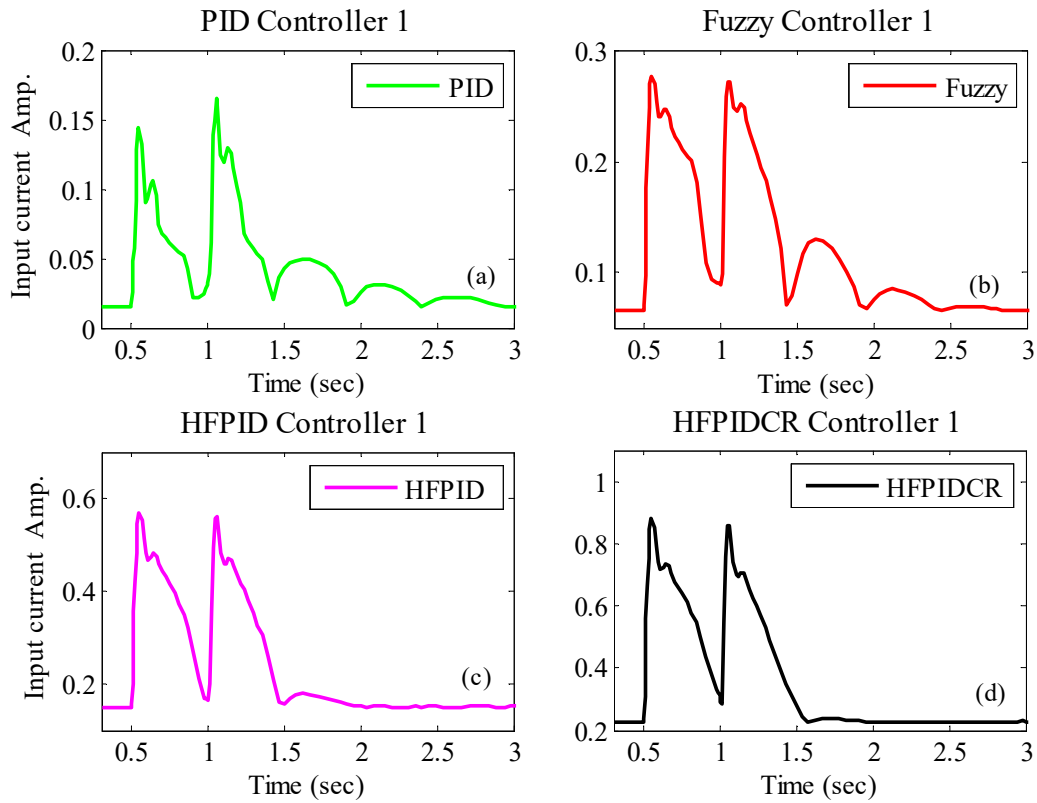 PID Controller 1
Fuzzy Controller 1
0.2
0.15
0.1
0.05
0
Input current Amp.
PID
(a)
0.5 1 1.5 2 2.5 3
Time (sec)
0.3
0.2
0.1
Fuzzy
(b)
0.5 1 1.5 2 2.5 3
Time (sec)
HFPID Controller 1
HFPIDCR Controller 1
0.6
0.4
0.2
Input current Amp.
HFPID
(c)
0.5 1 1.5 2 2.5 3
Time (sec)
1
0.8
0.6
0.4
0.2
HFPIDCR
(d)
0.5 1 1.5 2 2.5 3
Time (sec)